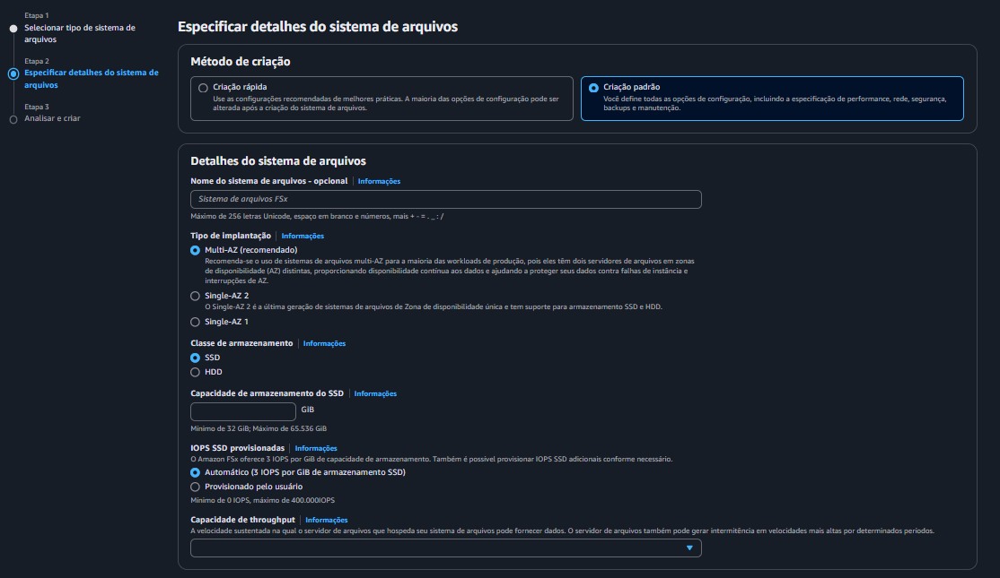 Etapa 1
Selecionar tipo de sistema de
arquivos
Etapa 2
Especificar detalhes do sistema de
arquivos
Etapa 3
Analisar e criar
Especificar detalhes do sistema de arquivos
Método de criação
Criação rápida
Use as configurações recomendadas de melhores práticas. A maioria das opções de configuração pode ser
alterada após a criação do sistema de arquivos.
Criação padrão
Você define todas as opções de configuração, incluindo a especificação de performance, rede, segurança,
backups e manutenção.
Detalhes do sistema de arquivos
Nome do sistema de arquivos - opcional Informações
Sistema de arquivos FSx
Máximo de 256 letras Unicode, espaço em branco e números, mais + - = . _ : /
Tipo de implantação Informações
Multi-AZ (recomendado)
Recomenda-se o uso de sistemas de arquivos multi-AZ para a maioria das workloads de produção, pois eles têm dois servidores de arquivos em zonas
de disponibilidade (AZ) distintas, proporcionando disponibilidade contínua aos dados e ajudando a proteger seus dados contra falhas de instância e
interrupções de AZ.
Single-AZ 2
O Single-AZ 2 é a última geração de sistemas de arquivos de Zona de disponibilidade única e tem suporte para armazenamento SSD e HDD.
Single-AZ 1
Classe de armazenamento Informações
SSD
HDD
Capacidade de armazenamento do SSD Informações
GiB
Mínimo de 32 GiB; Máximo de 65.536 GiB
IOPS SSD provisionadas Informações
O Amazon FSx oferece 3 IOPS por GiB de capacidade de armazenamento. Também é possível provisionar IOPS SSD adicionais conforme necessário.
Automático (3 IOPS por GiB de armazenamento SSD)
Provisionado pelo usuário
Mínimo de 0 IOPS, máximo de 400.000IOPS
Capacidade de throughput Informações
A velocidade sustentada na qual o servidor de arquivos que hospeda seu sistema de arquivos pode fornecer dados. O servidor de arquivos também pode gerar intermitência em velocidades mais altas por determinados períodos.